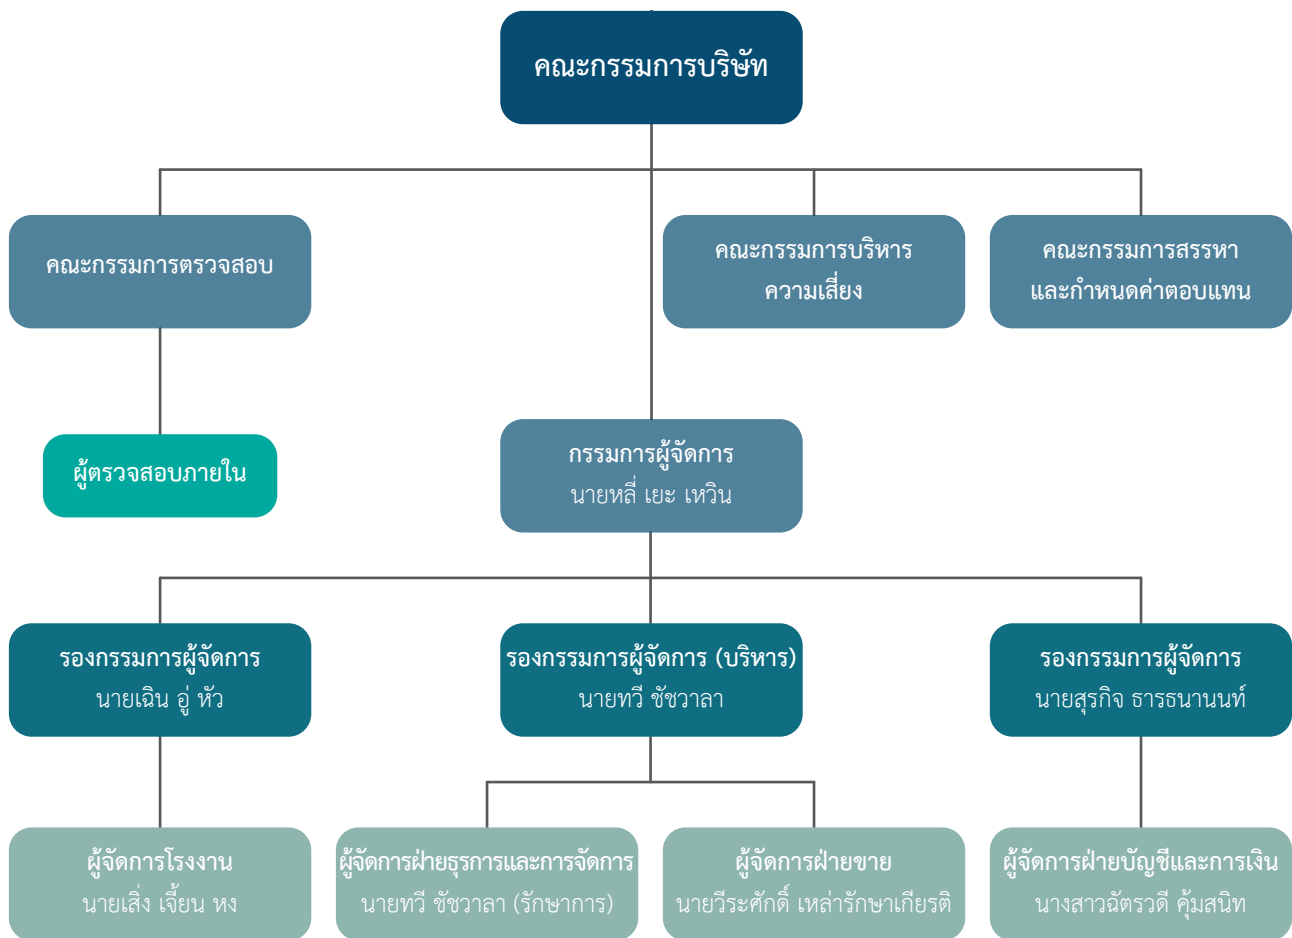 คณะกรรมการบริษัท
คณะกรรมการตรวจสอบ
คณะกรรมการบริหาร
ความเสี่ยง
คณะกรรมการสรรหา
และกำหนดค่าตอบแทน
ผู้ตรวจสอบภายใน
กรรมการผู้จัดการ
นายหลี่ เยะ เหวิน
รองกรรมการผู้จัดการ
นายเฉิน อู่ หัว
รองกรรมการผู้จัดการ (บริหาร)
นายทวี ชัชวาลา
รองกรรมการผู้จัดการ
นายสุรกิจ ธารธนานนท์
ผู้จัดการโรงงาน
นายเสิ่ง เจี้ยน หง
ผู้จัดการฝ่ายธุรการและการจัดการ
นายทวี ชัชวาลา (รักษาการ)
ผู้จัดการฝ่ายขาย
นายวีระศักดิ์ เหล่ารักษาเกียรติ
ผู้จัดการฝ่ายบัญชีและการเงิน
นางสาวฉัตรวดี คุ้มสนิท